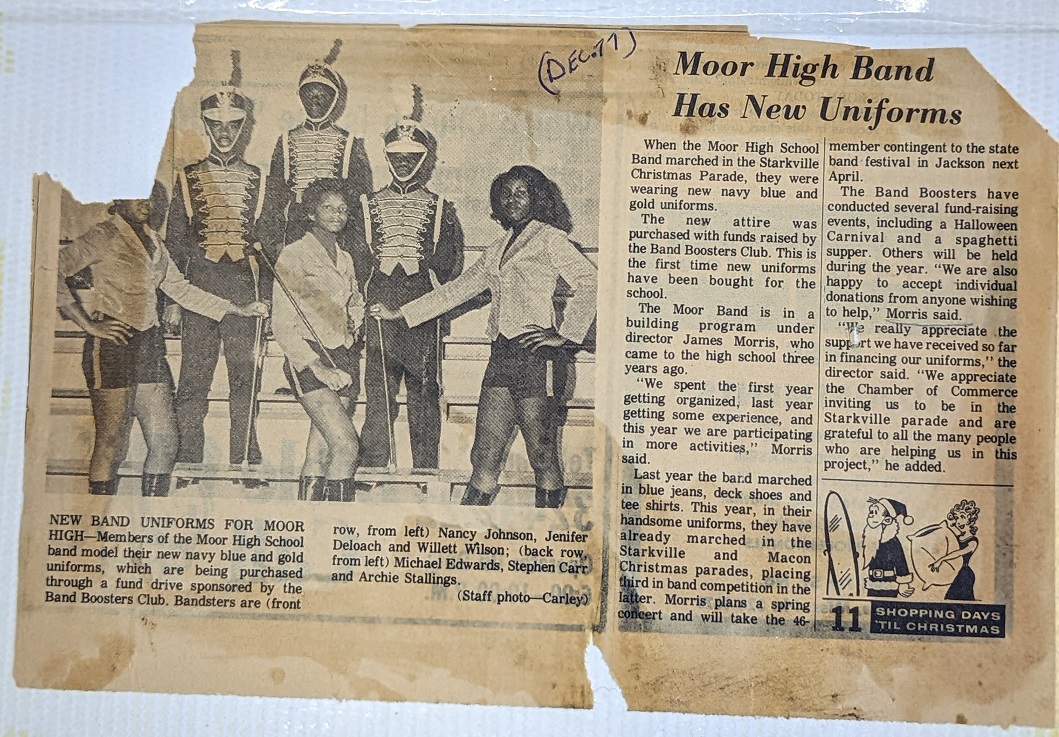 (DEC. 77)
Moor High Band
Has New Uniforms
When the Moor High School
Band marched in the Starkville
Christmas Parade, they were
wearing new navy blue and
gold uniforms.
The new attire was
purchased with funds raised by
the Band Boosters Club. This is
the first time new uniforms
have been bought for the
school.
The Moor Band is in a
building program under
director James Morris, who
came to the high school three
years ago.
"We spent the first year
getting organized, last year
getting some experience, and
this year we are participating
in more activities," Morris
said.
Last year the band marched
in blue jeans, deck shoes and
tee shirts. This year, in their
handsome uniforms, they have
already marched in the
Starkville and Macon
Christmas parades, placing
third in band competition in the
latter. Morris plans a spring
concert and will take the 46-
member contingent to the state
band festival in Jackson next
April.
The Band Boosters have
conducted several fund-raising
events, including a Halloween
Carnival and a spaghetti
supper. Others will be held
during the year. "We are also
happy to accept individual
donations from anyone wishing
to help," Morris said.
"We really appreciate the
support we have received so far
in financing our uniforms," the
director said. "We appreciate
the Chamber of Commerce
inviting us to be in the
Starkville parade and are
grateful to all the many people
who are helping us in this
project," he added.
11 SHOPPING DAYS
'TIL CHRISTMAS
NEW BAND UNIFORMS FOR MOOR
HIGH—Members of the Moor High School
band model their new navy blue and gold
uniforms, which are being purchased
through a fund drive sponsored by the
Band Boosters Club. Bandsters are (front
row, from left) Nancy Johnson, Jenifer
Deloach and Willett Wilson; (back row,
from left) Michael Edwards, Stephen Carr
and Archie Stallings.
(Staff photo—Carley)